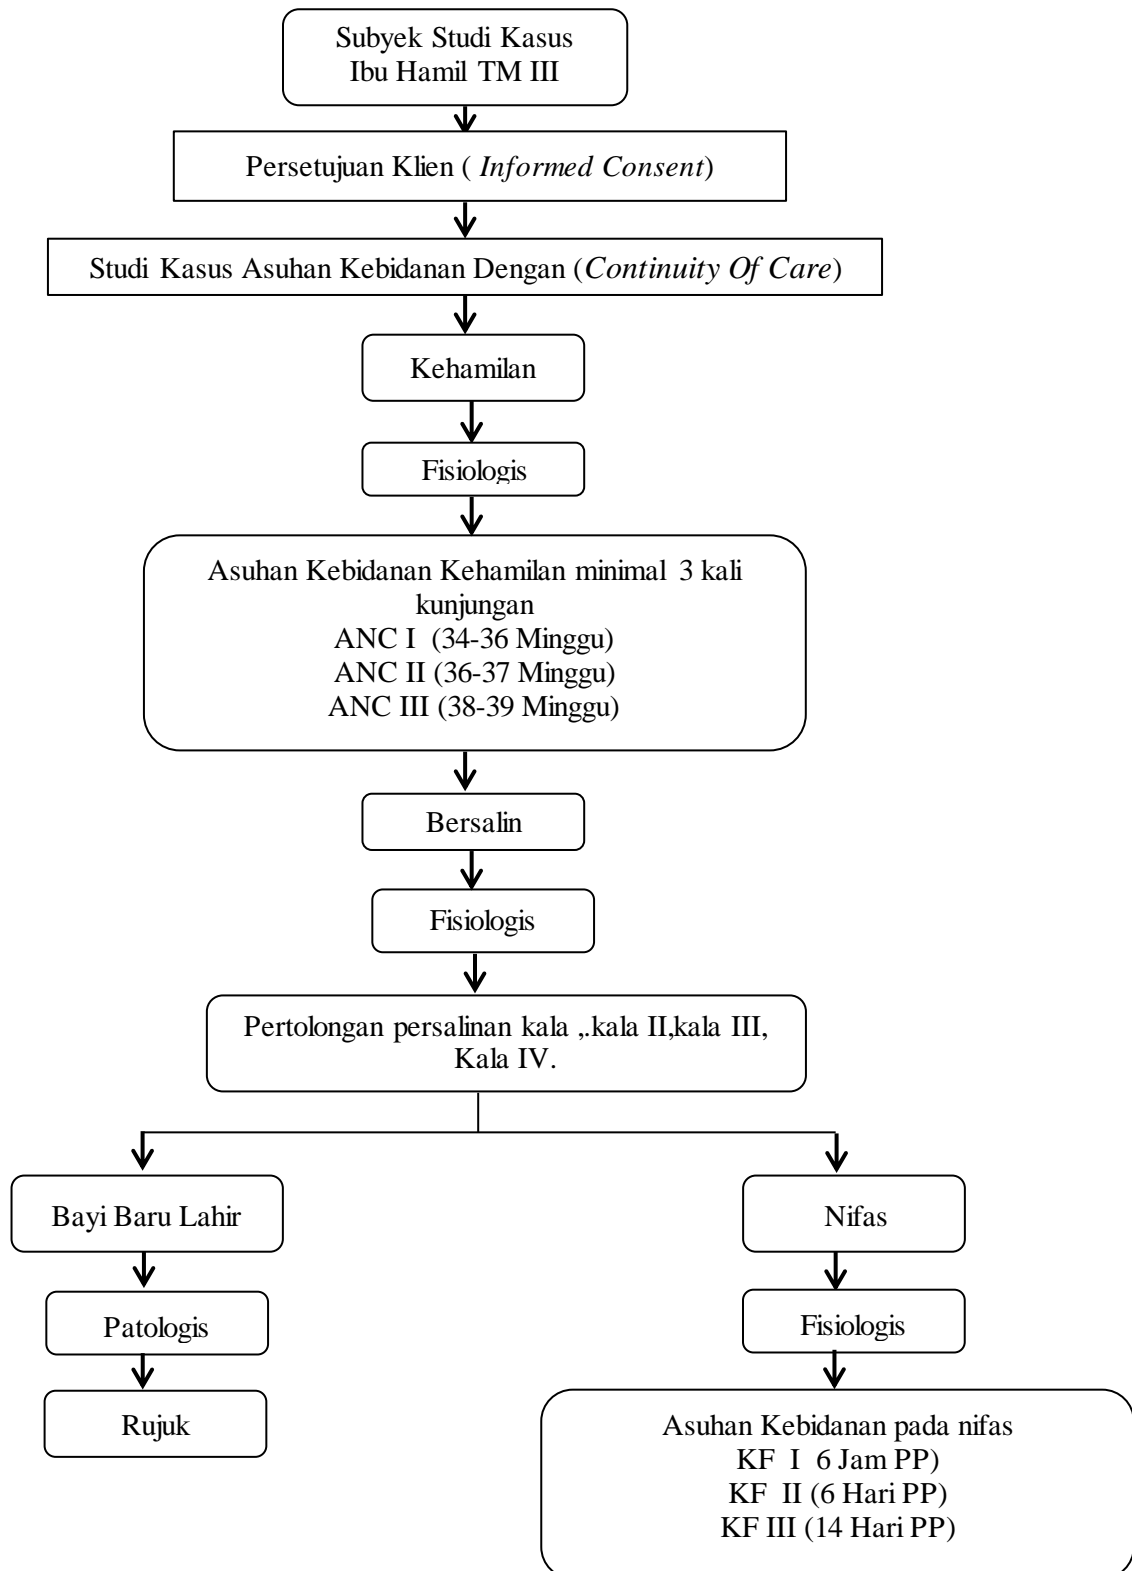 Subyek Studi Kasus
Ibu Hamil TM III
Persetujuan Klien ( Informed Consent)
Studi Kasus Asuhan Kebidanan Dengan (Continuity Of Care)
Kehamilan
Fisiologis
Asuhan Kebidanan Kehamilan minimal 3 kali
kunjungan
ANC I (34-36 Minggu)
ANC II (36-37 Minggu)
ANC III (38-39 Minggu)
Bersalin
Fisiologis
Pertolongan persalinan kala ,.kala II,kala III,
Kala IV.
Bayi Baru Lahir
Patologis
Rujuk
Nifas
Fisiologis
Asuhan Kebidanan pada nifas
KF I 6 Jam PP)
KF II (6 Hari PP)
KF III (14 Hari PP)